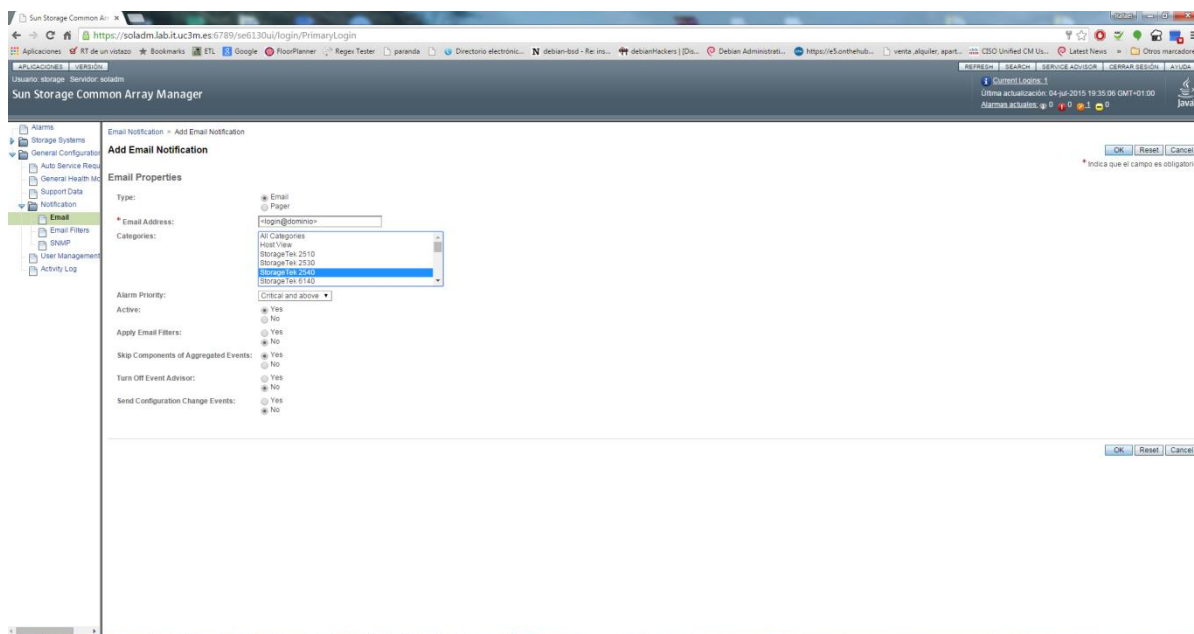 Sun Storage Common Arr
https://soladm.lab.it.uc3m.es:6789/se6130ui/login/PrimaryLogin
Aplicaciones RT de un vistazo Bookmarks ETL Google FloorPlanner Regex Tester paranda Directorio electrónic... debian-bsd - Re: ins... debianHackers | [Dis... Debian Administrati... https://e5.onthehub... venta ,alquiler, apart... CISO Unified CM Us... Latest News » Otros marcadore
APLICACIONES VERSIÓN
REFRESH SEARCH SERVICE ADVISOR CERRAR SESIÓN AYUDA
Usuario: storage Servidor: soladm
Current Logins: 1
Sun Storage Common Array Manager
Última actualización: 04-jul-2015 19:35:06 GMT+01:00
Alarmas actuales: 0 0 1 0
Java
Alarms
Storage Systems
General Configuration
Auto Service Requ
General Health Mo
Support Data
Notification
Email
Email Filters
SNMP
User Management
Activity Log
Email Notification > Add Email Notification
Add Email Notification
OK Reset Cancel
* Indica que el campo es obligatori
Email Properties
Type:
Email
Pager
* Email Address:
<login@dominio>
Categories:
All Categories
Host View
StorageTek 2510
StorageTek 2530
StorageTek 2540
StorageTek 6140
Alarm Priority:
Critical and above
Active:
Yes
No
Apply Email Filters:
Yes
No
Skip Components of Aggregated Events:
Yes
No
Turn Off Event Advisor:
Yes
No
Send Configuration Change Events:
Yes
No
OK Reset Cancel